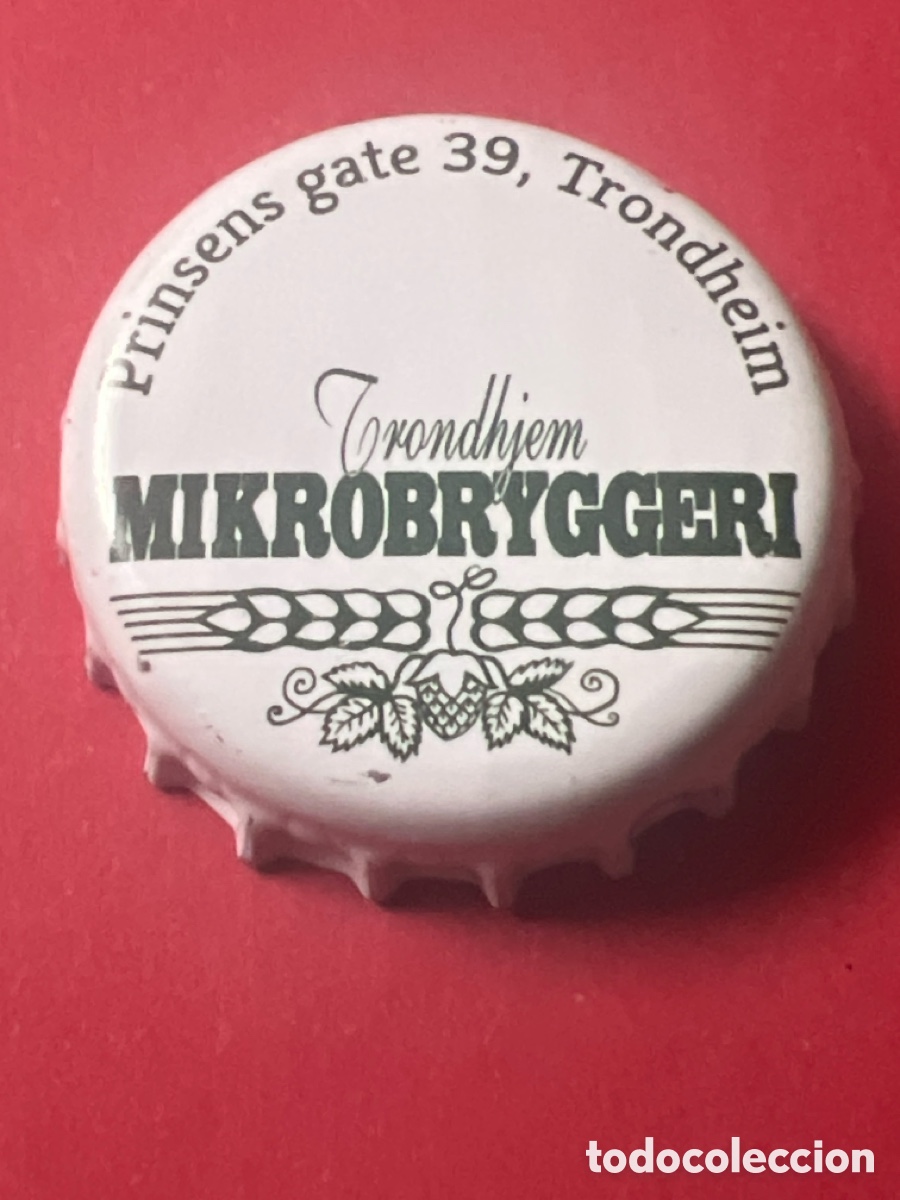 Prinsens gate 39, Trondheim
Trondhjem
MIKROBRYGGERI
todocoleccion